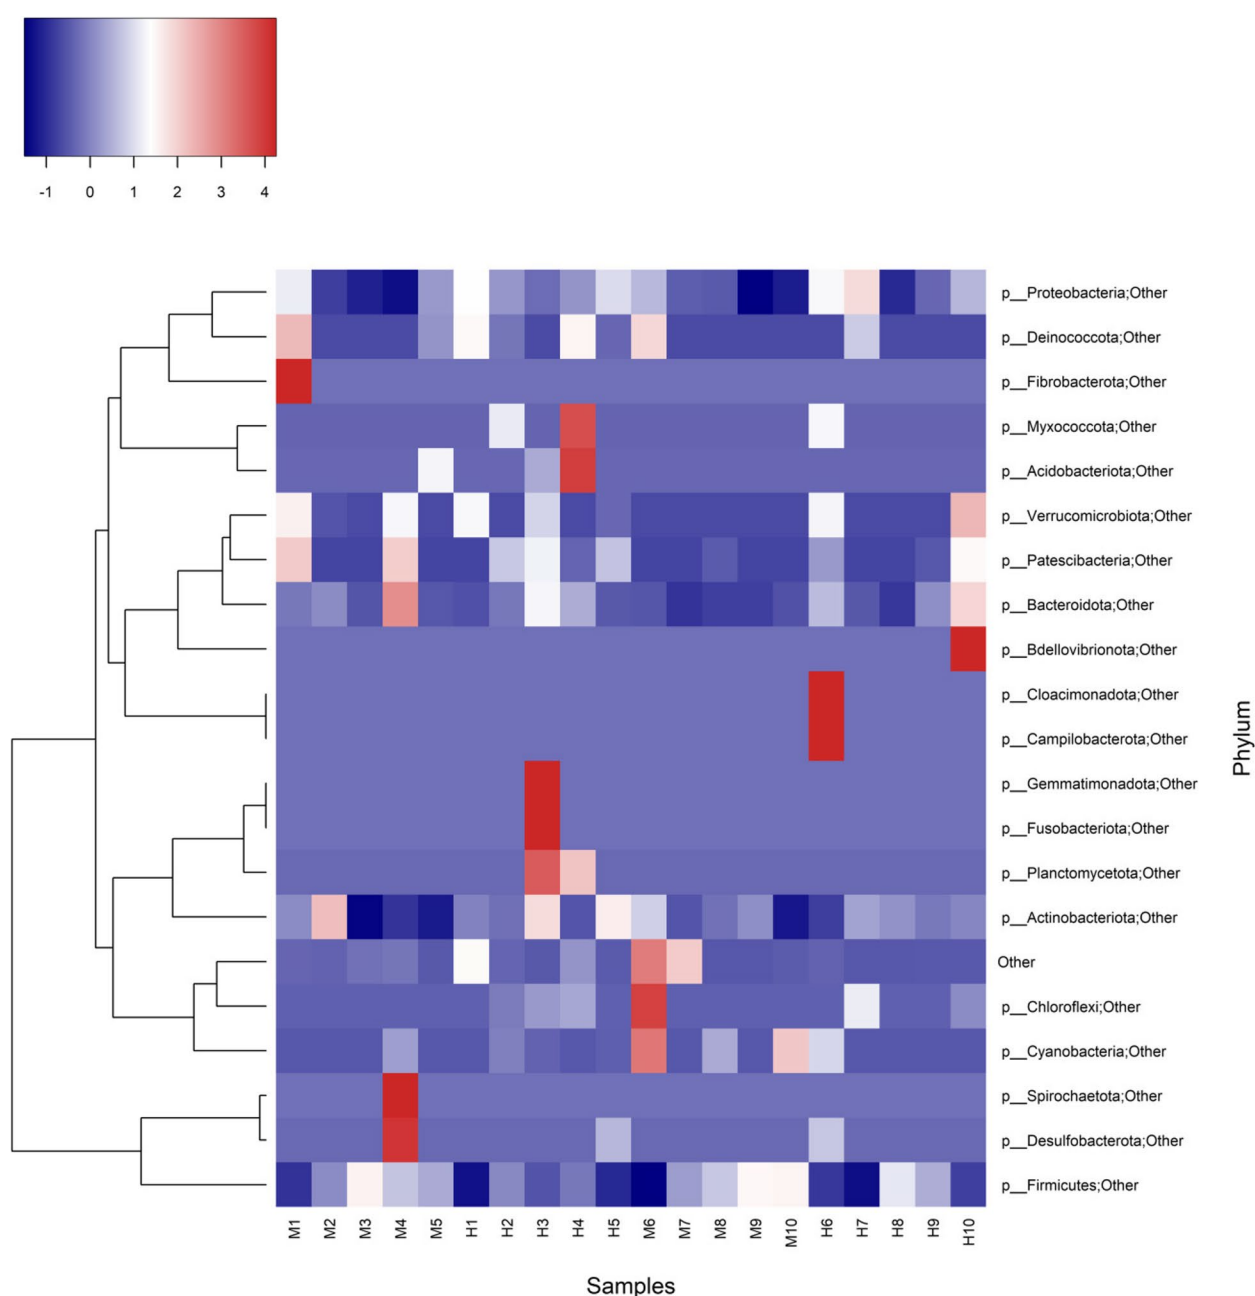 -1 0 1 2 3 4
p__Proteobacteria;Other
p__Deinococcota;Other
p__Fibrobacterota;Other
p__Myxococcota;Other
p__Acidobacteriota;Other
p__Verrucomicrobiota;Other
p__Patescibacteria;Other
p__Bacteroidota;Other
p__Bdellovibrionota;Other
p__Cloacimonadota;Other
p__Campilobacterota;Other
p__Gemmatimonadota;Other
p__Fusobacteriota;Other
p__Planctomycetota;Other
p__Actinobacteriota;Other
Other
p__Chloroflexi;Other
p__Cyanobacteria;Other
p__Spirochaetota;Other
p__Desulfobacterota;Other
p__Firmicutes;Other
Phylum
M1 M2 M3 M4 M5 H1 H2 H3 H4 H5 M6 M7 M8 M9 M10 H6 H7 H8 H9 H10
Samples